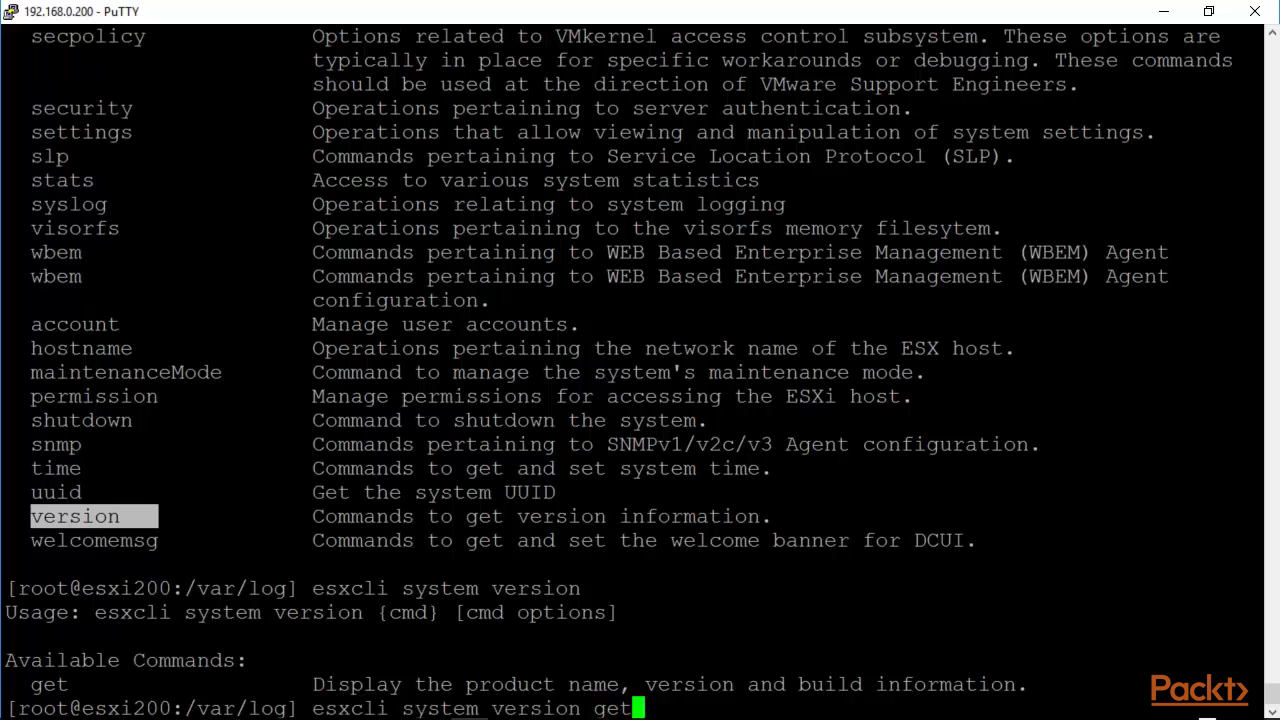 192.168.0.200 - PuTTY
secpolicy Options related to VMkernel access control subsystem. These options are
typically in place for specific workarounds or debugging. These commands
should be used at the direction of VMware Support Engineers.
security Operations pertaining to server authentication.
settings Operations that allow viewing and manipulation of system settings.
slp Commands pertaining to Service Location Protocol (SLP).
stats Access to various system statistics
syslog Operations relating to system logging
visorfs Operations pertaining to the visorfs memory filesytem.
wbem Commands pertaining to WEB Based Enterprise Management (WBEM) Agent
wbem Commands pertaining to WEB Based Enterprise Management (WBEM) Agent
configuration.
account Manage user accounts.
hostname Operations pertaining the network name of the ESX host.
maintenanceMode Command to manage the system's maintenance mode.
permission Manage permissions for accessing the ESXi host.
shutdown Command to shutdown the system.
snmp Commands pertaining to SNMPv1/v2c/v3 Agent configuration.
time Commands to get and set system time.
uuid Get the system UUID
version Commands to get version information.
welcomemsg Commands to get and set the welcome banner for DCUI.
[root@esxi200:/var/log] esxcli system version
Usage: esxcli system version {cmd} [cmd options]
Available Commands:
get Display the product name, version and build information.
[root@esxi200:/var/log] esxcli system version get
Packt>